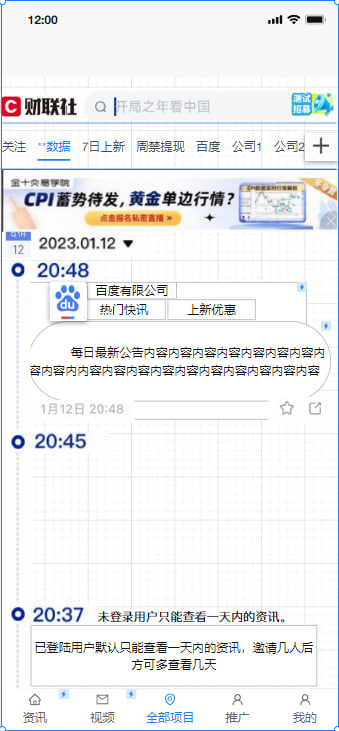 12:00
财联社
开局之年看中国
测试
招募
关注 **数据 7日上新 周禁提现 百度 公司1 公司2
金十交易学院
CPI蓄势待发，黄金单边行情？
点击报名私密直播 »
12
2023.01.12
20:48
百度有限公司
热门快讯 上新优惠
每日最新公告内容内容内容内容内容内容内
容内容内内容内容内容内容内容内容内容内容内容
1月12日 20:48
20:45
20:37 未登录用户只能查看一天内的资讯。
已登陆用户默认只能查看一天内的资讯，邀请几人后
方可多查看几天
资讯 视频 全部项目 推广 我的